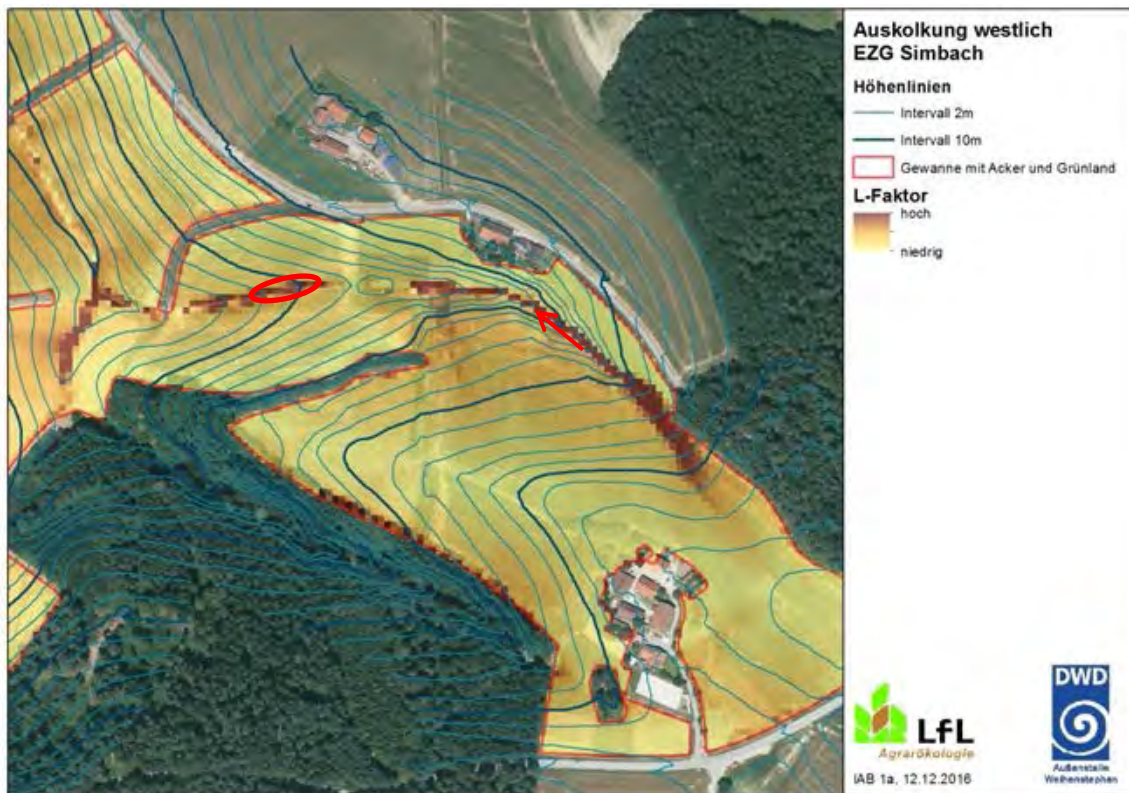 Auskolkung westlich
EZG Simbach
Höhenlinien
Intervall 2m
Intervall 10m
Gewanne mit Acker und Grünland
L-Faktor
hoch
niedrig
LfL
Agrarökologie
IAB 1a, 12.12.2016
DWD
Außenstelle
Weihenstephan